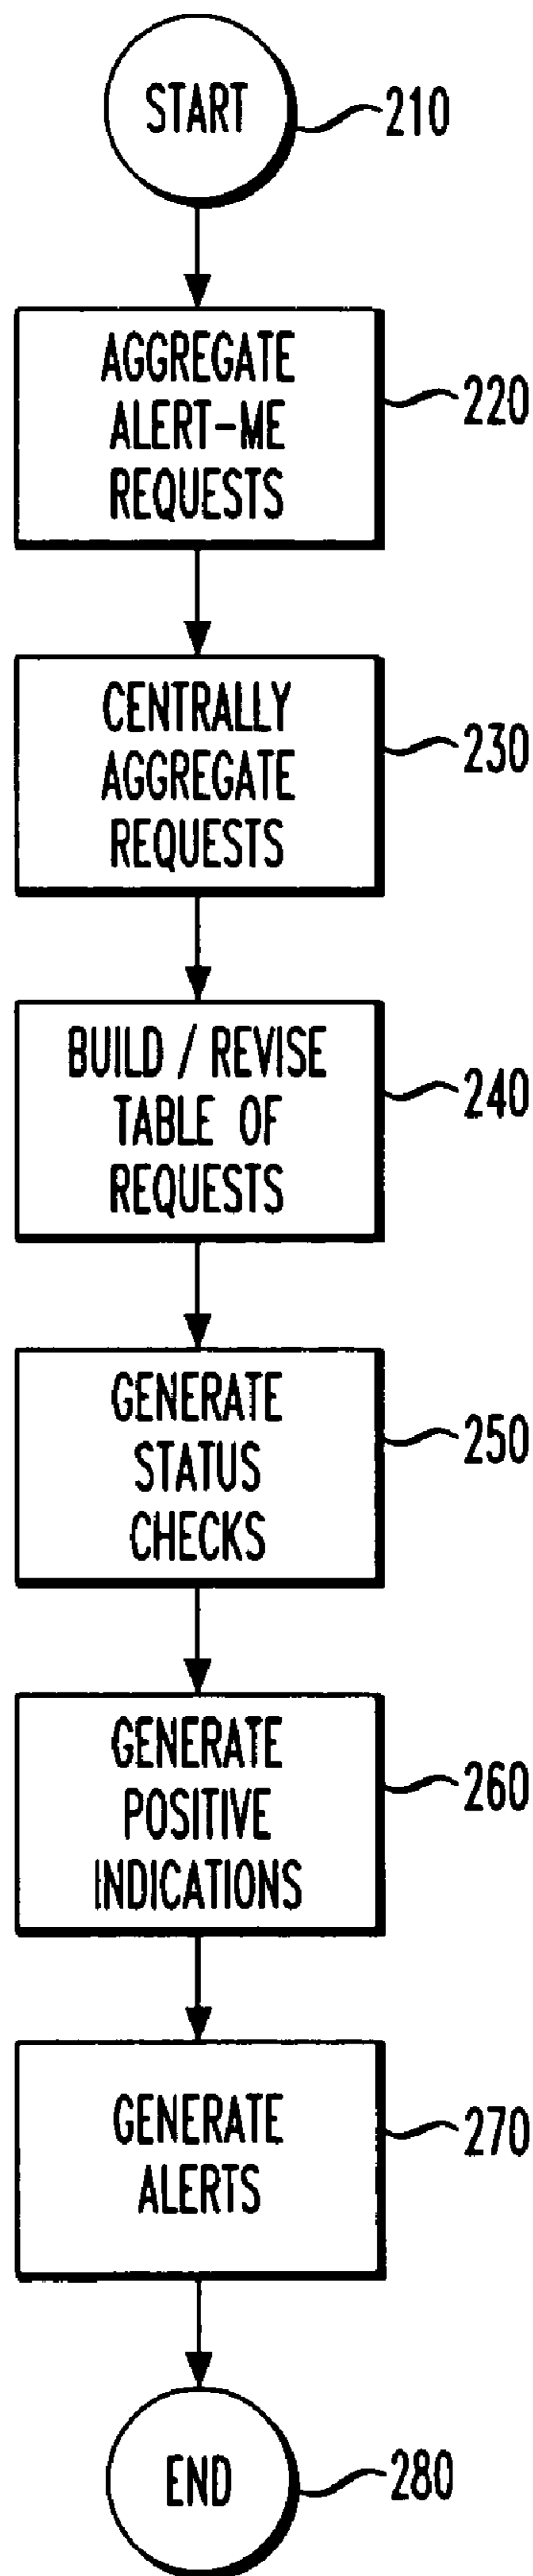 START
210
AGGREGATE
ALERT-ME
REQUESTS
220
CENTRALLY
AGGREGATE
REQUESTS
230
BUILD / REVISE
TABLE OF
REQUESTS
240
GENERATE
STATUS
CHECKS
250
GENERATE
POSITIVE
INDICATIONS
260
GENERATE
ALERTS
270
END
280